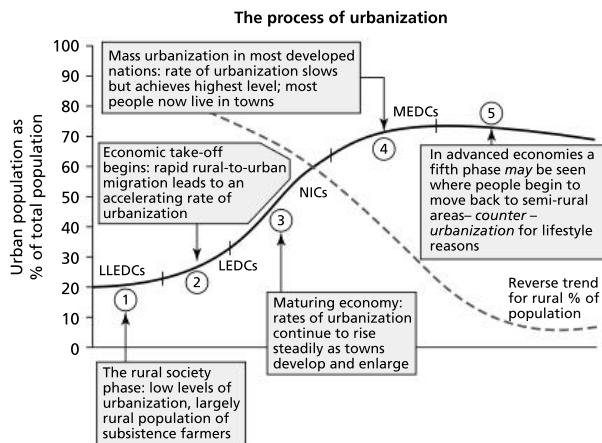 The process of urbanization
Urban population as
% of total population
100
90
80
70
60
50
40
30
20
10
0
Mass urbanization in most developed
nations: rate of urbanization slows
but achieves highest level; most
people now live in towns
Economic take-off
begins: rapid rural-to-urban
migration leads to an
accelerating rate of
urbanization
LLEDCs
1
2
LEDCs
3
NICs
4
MEDCs
5
In advanced economies a
fifth phase may be seen
where people begin to
move back to semi-rural
areas– counter –
urbanization for lifestyle
reasons
Reverse trend
for rural % of
population
Maturing economy:
rates of urbanization
continue to rise
steadily as towns
develop and enlarge
The rural society
phase: low levels of
urbanization, largely
rural population of
subsistence farmers